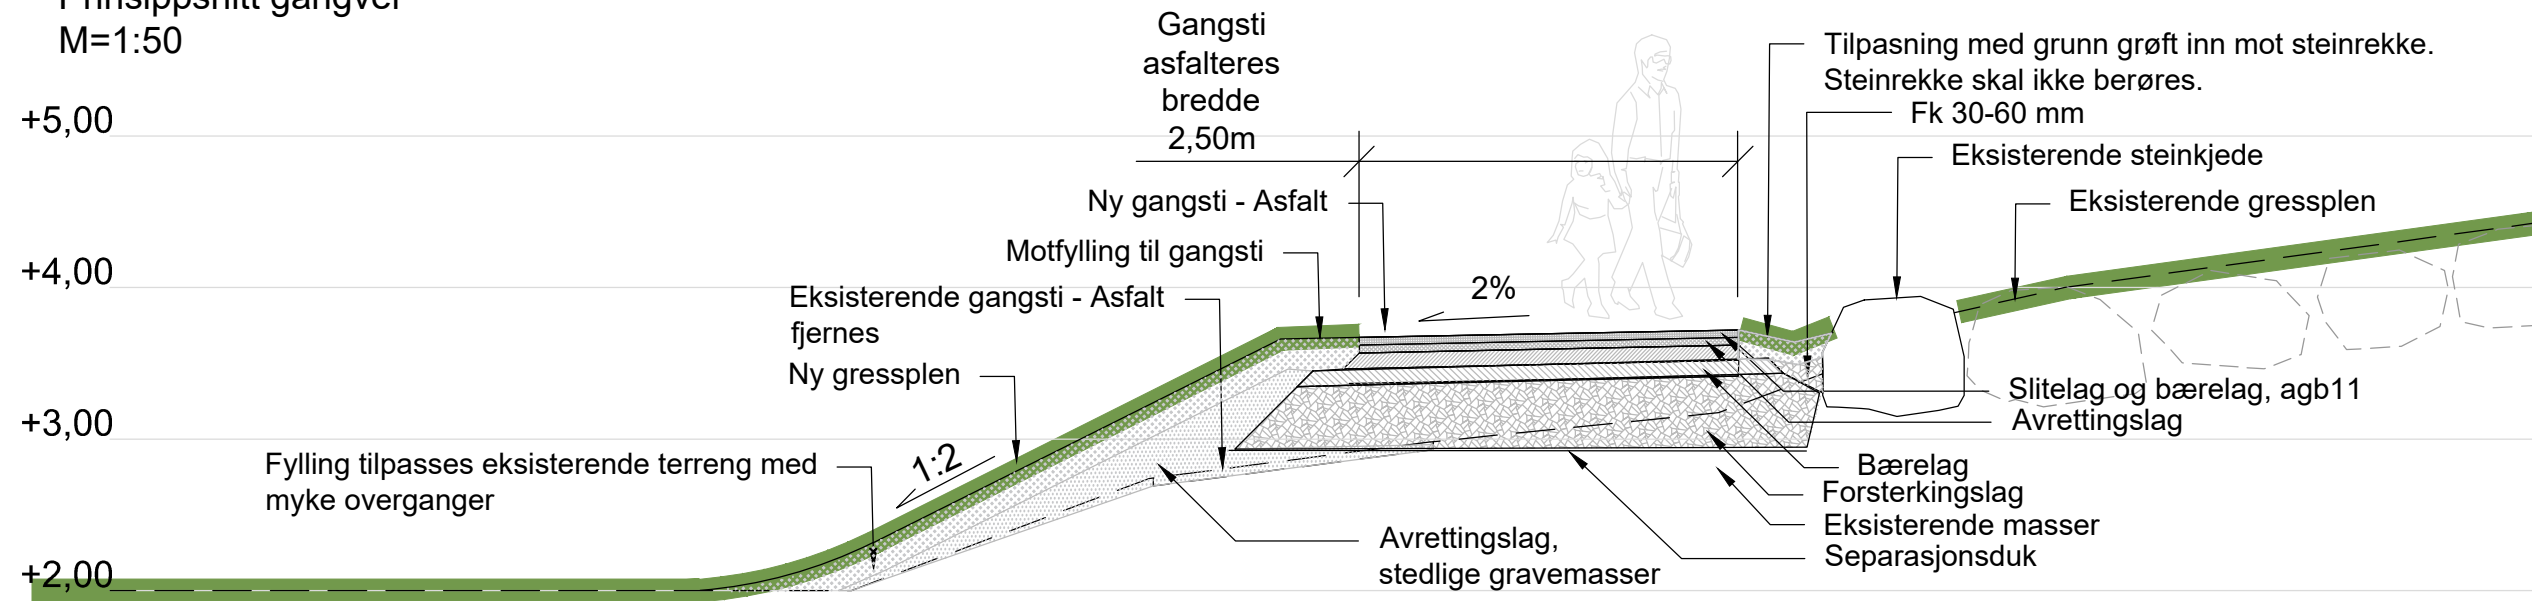 Prinsippsnitt gangvei
M=1:50
Gangsti
asfalteres
bredde
2,50m
Tilpasning med grunn grøft inn mot steinrekke.
Steinrekke skal ikke berøres.
Fk 30-60 mm
+5,00
Eksisterende steinkjede
Ny gangsti - Asfalt
Eksisterende gressplen
Motfylling til gangsti
+4,00
2%
Eksisterende gangsti - Asfalt
fjernes
Ny gressplen
Slitelag og bærelag, agb11
Avrettingslag
+3,00
1:2
Fylling tilpasses eksisterende terreng med
myke overganger
Bærelag
Forsterkingslag
Eksisterende masser
Separasjonsduk
Avrettingslag,
stedlige gravemasser
+2,00